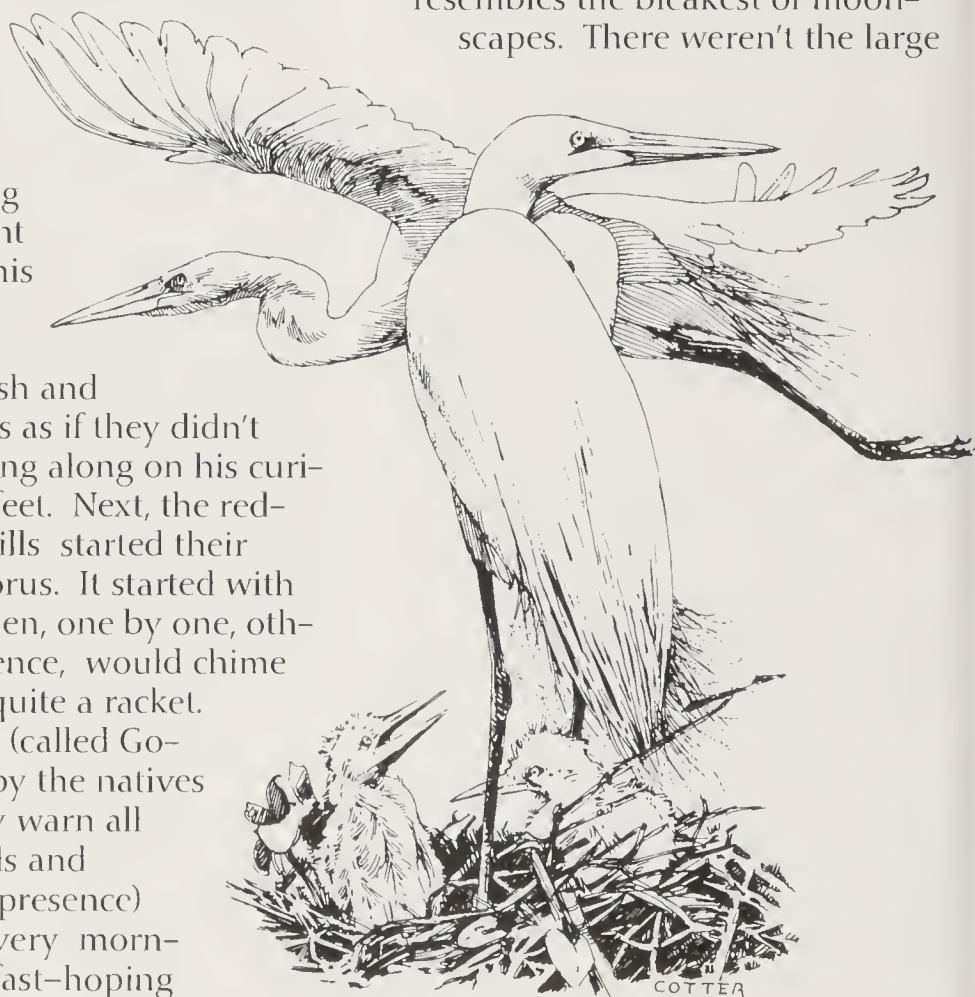 resembles the bleakest of moon-
scapes. There weren't the large
g
nt
his
sh and
s as if they didn't
ng along on his curi-
feet. Next, the red-
ills started their
orus. It started with
en, one by one, oth-
ence, would chime
quite a racket.
(called Go-
by the natives
y warn all
ls and
presence)
very morn-
fast-hoping
COTTER